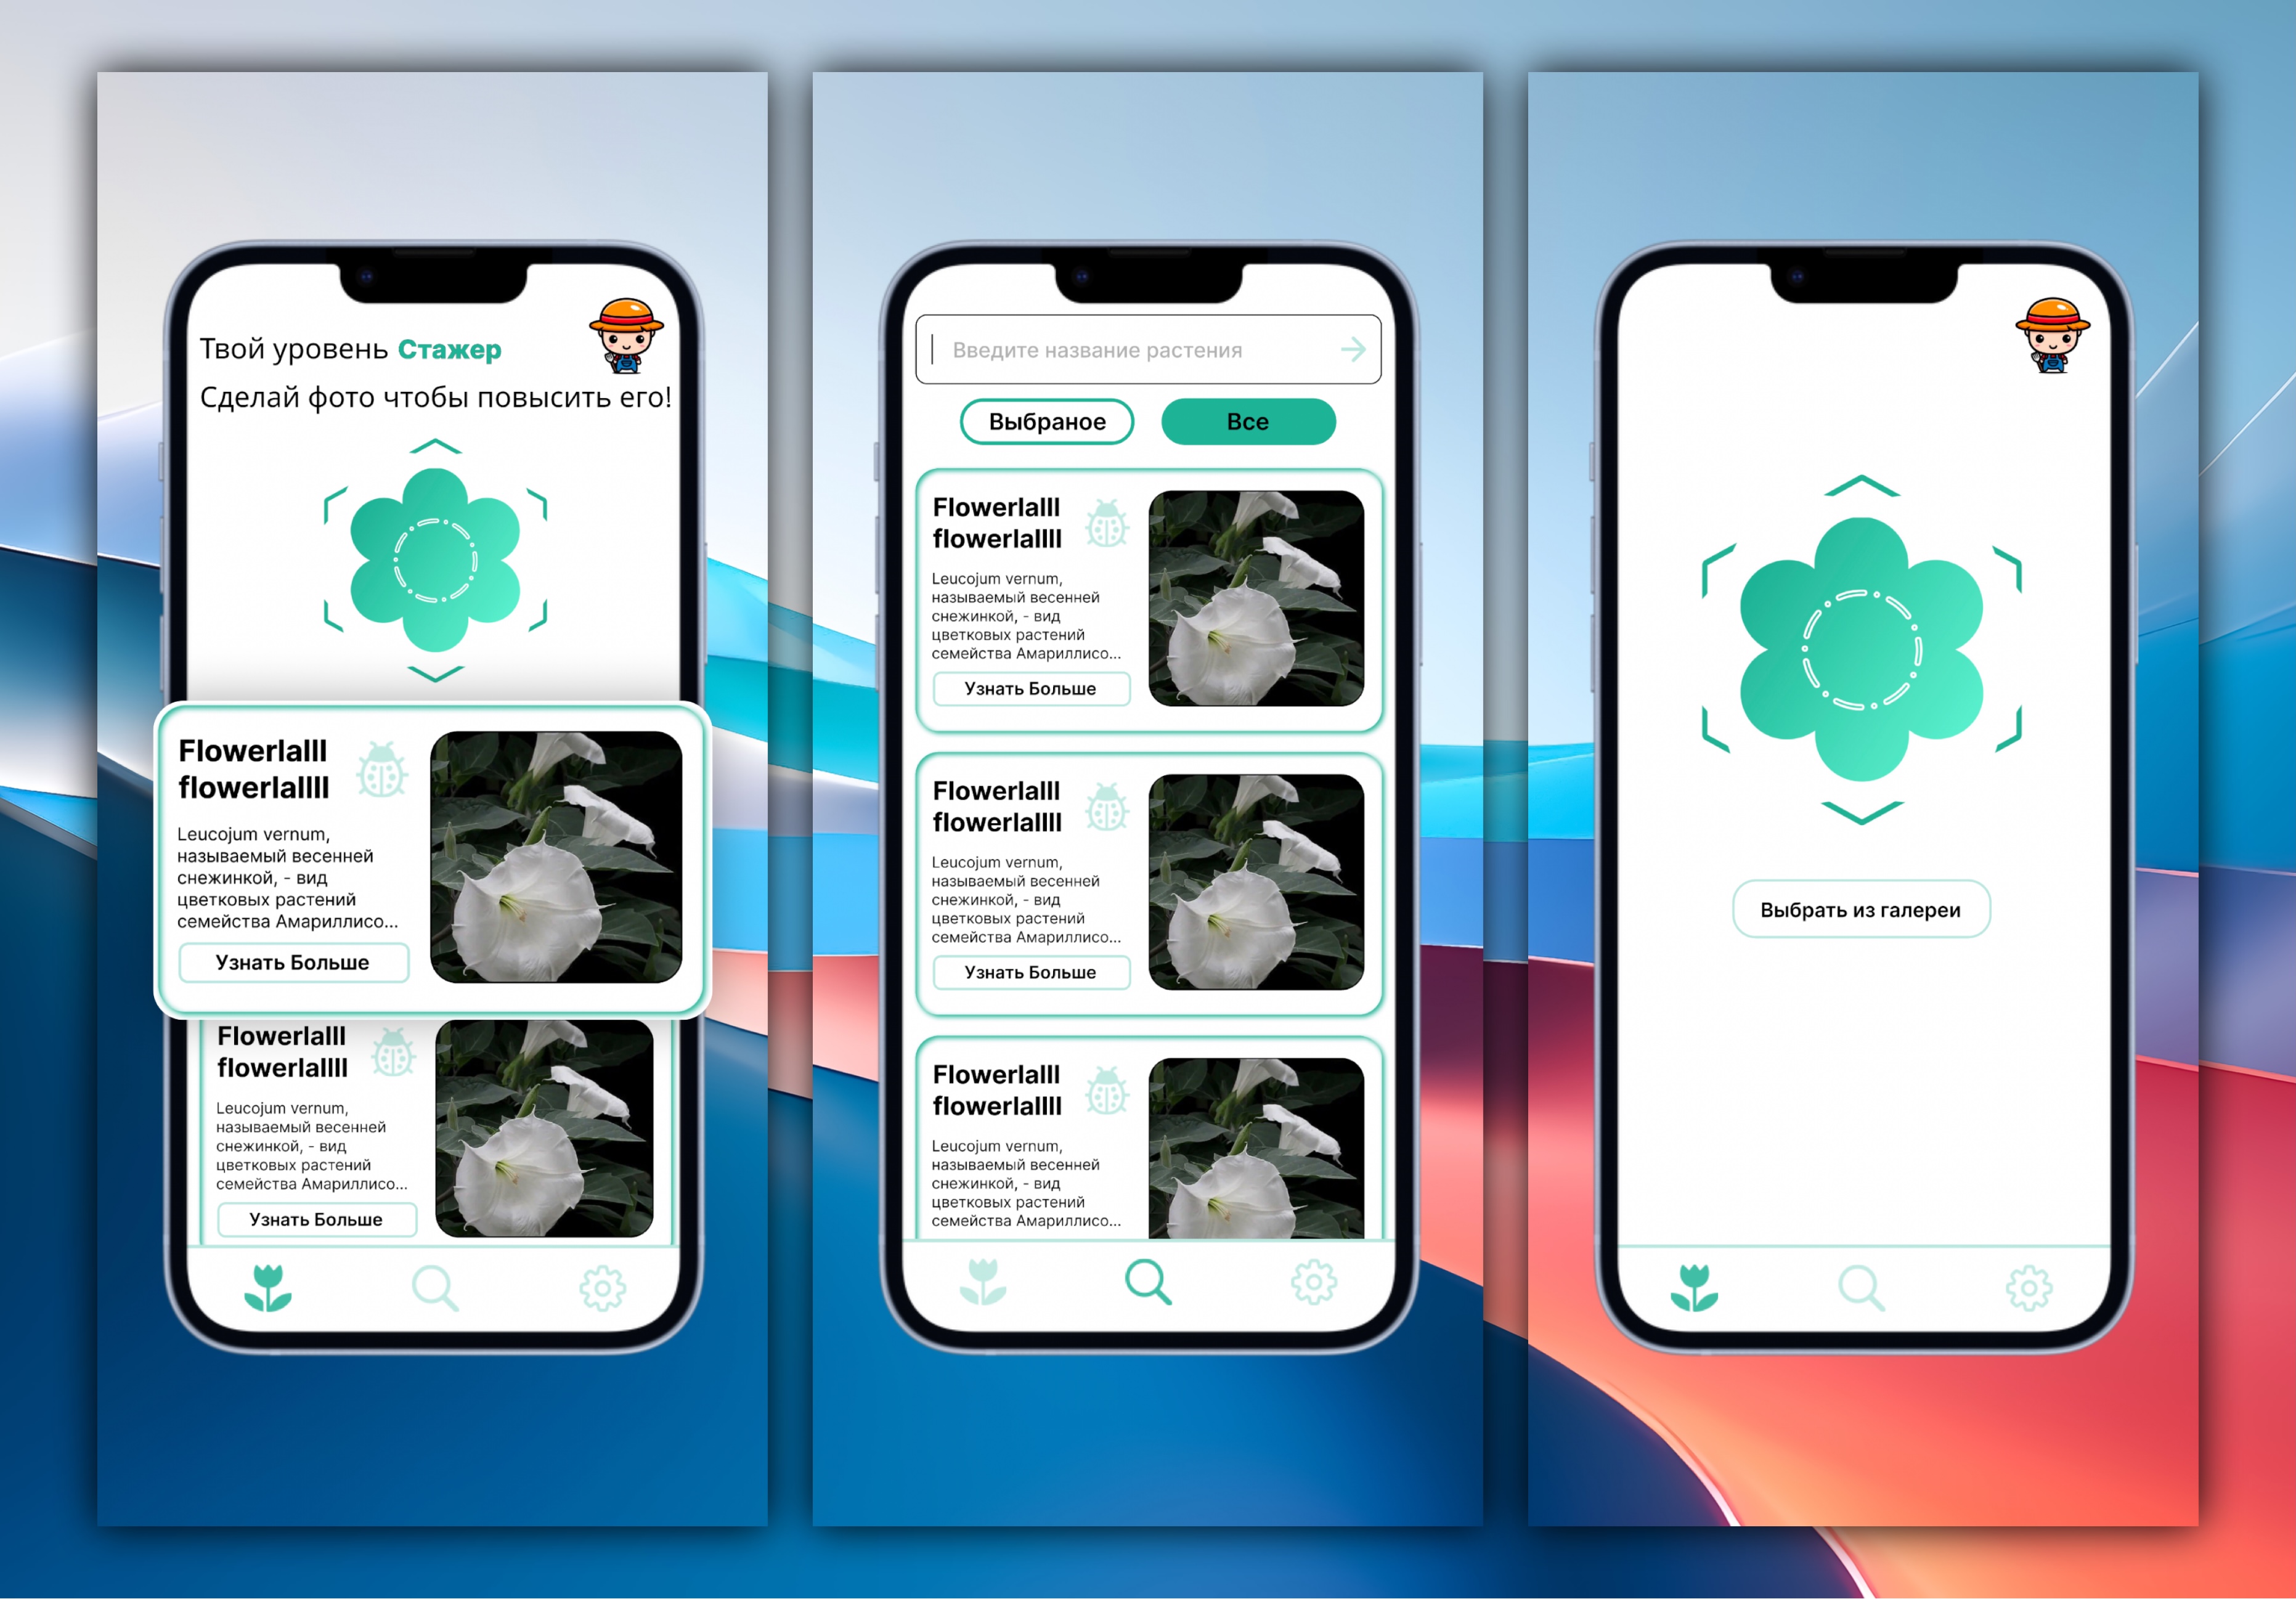 Твой уровень Стажер
Сделай фото чтобы повысить его!
Flowerlalll
flowerlallll
Leucojum vernum,
называемый весенней
снежинкой, - вид
цветковых растений
семейства Амариллисо...
Узнать Больше
Flowerlalll
flowerlallll
Leucojum vernum,
называемый весенней
снежинкой, - вид
цветковых растений
семейства Амариллисо...
Узнать Больше
Введите название растения
Выбраное
Все
Flowerlalll
flowerlallll
Leucojum vernum,
называемый весенней
снежинкой, - вид
цветковых растений
семейства Амариллисо...
Узнать Больше
Flowerlalll
flowerlallll
Leucojum vernum,
называемый весенней
снежинкой, - вид
цветковых растений
семейства Амариллисо...
Узнать Больше
Flowerlalll
flowerlallll
Leucojum vernum,
называемый весенней
снежинкой, - вид
цветковых растений
семейства Амариллисо...
Выбрать из галереи